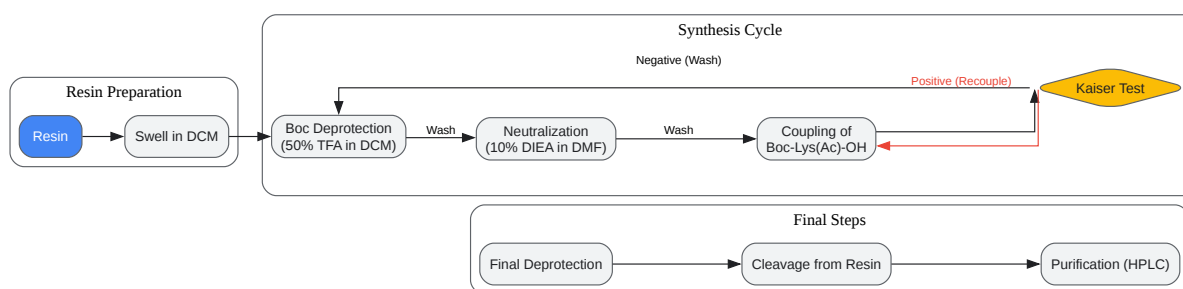 Synthesis Cycle
Negative (Wash)
Positive (Recouple)
Kaiser Test
Resin Preparation
Resin
Swell in DCM
Boc Deprotection
(50% TFA in DCM)
Wash
Neutralization
(10% DIEA in DMF)
Wash
Coupling of
Boc-Lys(Ac)-OH
Final Steps
Final Deprotection
Cleavage from Resin
Purification (HPLC)